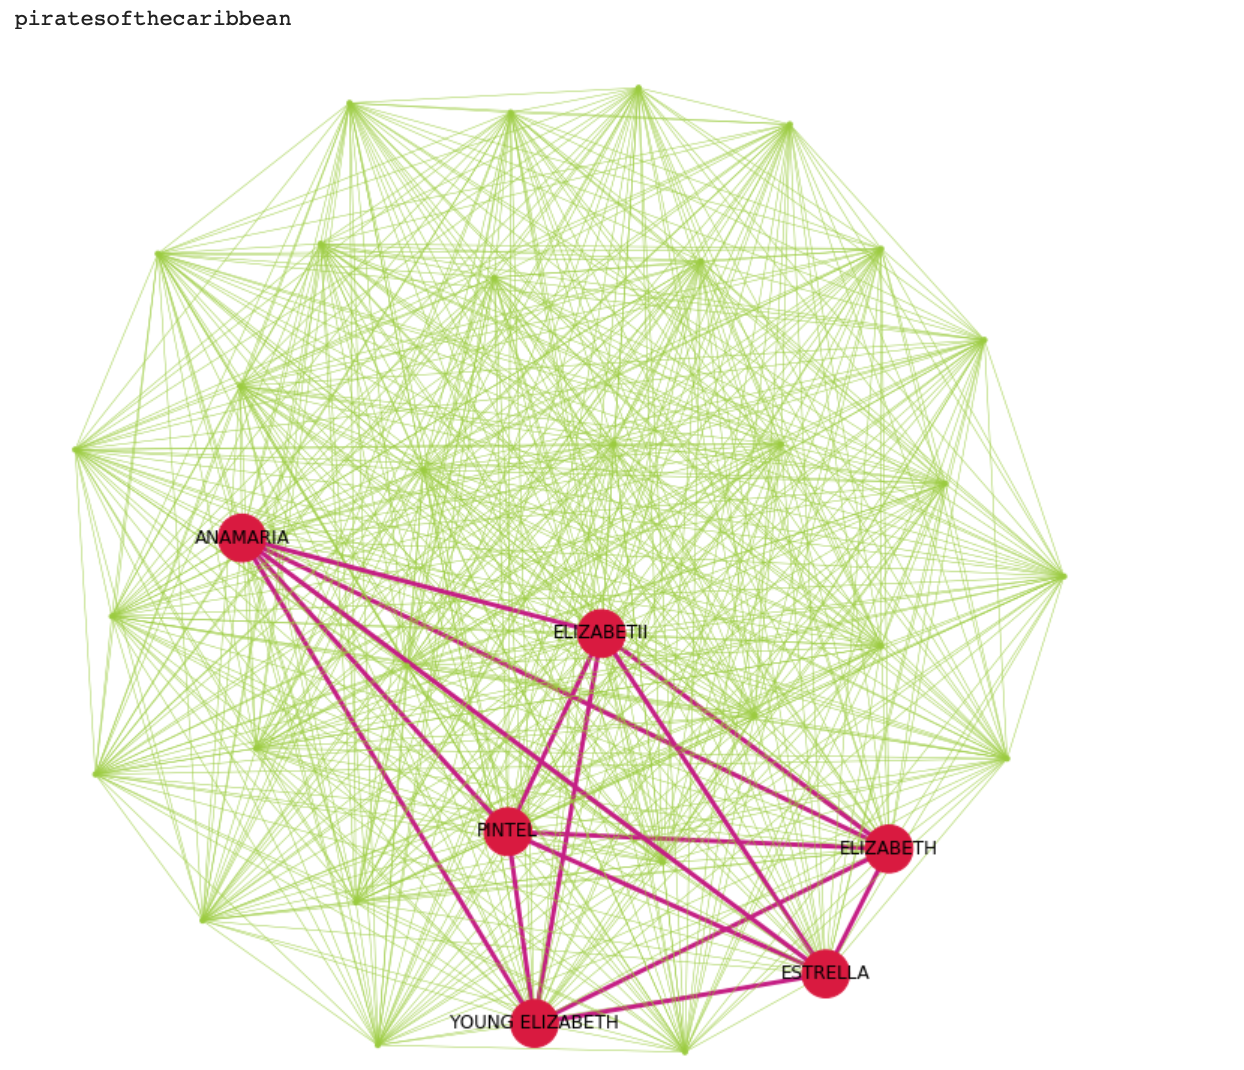 piratesofthecaribbean
ANAMARIA
ELIZABETII
PINTEL
ELIZABETH
ESTRELLA
YOUNG ELIZABETH